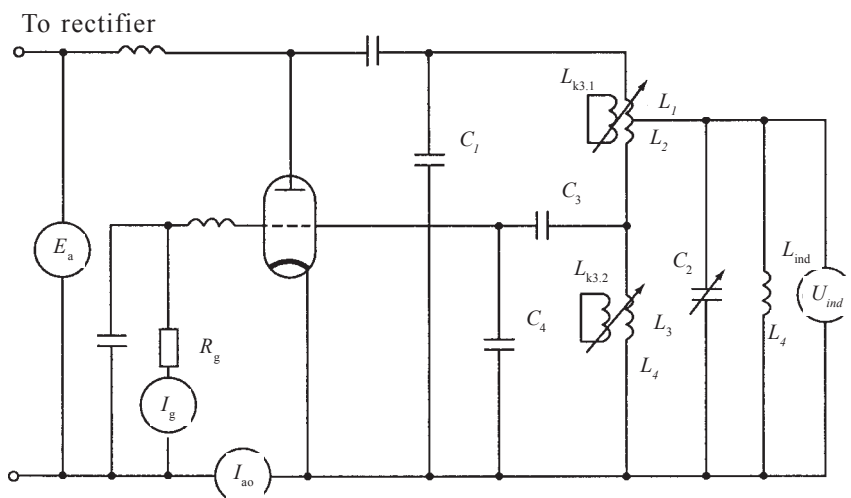 To rectifier
L_k3.1
L_1
L_2
C_1
C_3
E_a
L_k3.2
C_2
L_ind
U_ind
L_3
R_g
C_4
L_4
L_4
I_g
I_ao